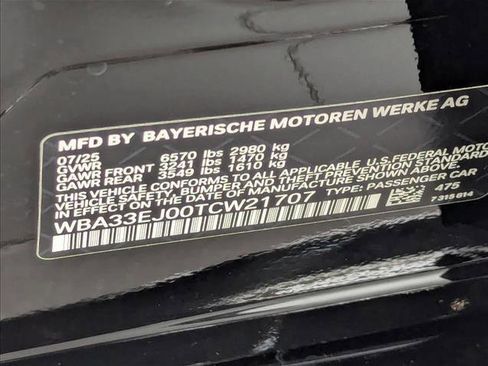 MFD BY BAYERISCHE MOTOREN WERKE AG
07/25
GVWR 6570 lbs 2980 kg
GAWR FRONT 3241 lbs 1470 kg
GAWR REAR 3549 lbs 1610 kg
THIS VEHICLE CONFORMS TO ALL APPLICABLE FEDERAL MOTOR
VEHICLE SAFETY, BUMPER AND THEFT PREVENTION STANDARDS
IN EFFECT ON THE DATE OF MANUFACTURE SHOWN ABOVE.
WBA33EJ00TCW21707 TYPE: PASSENGER CAR
475
7 315 014